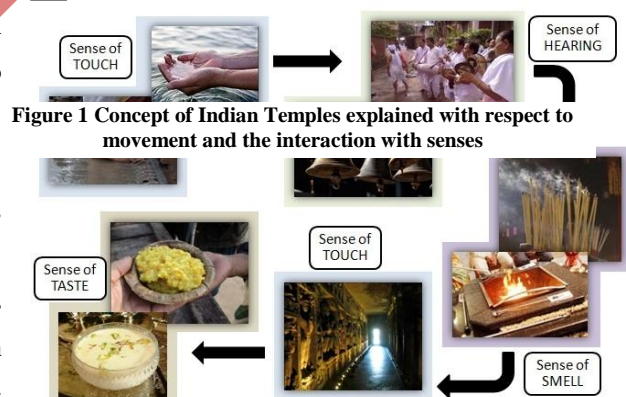 Sense of
TOUCH
Sense of
HEARING
Figure 1 Concept of Indian Temples explained with respect to
movement and the interaction with senses
Sense of
TASTE
Sense of
TOUCH
Sense of
SMELL